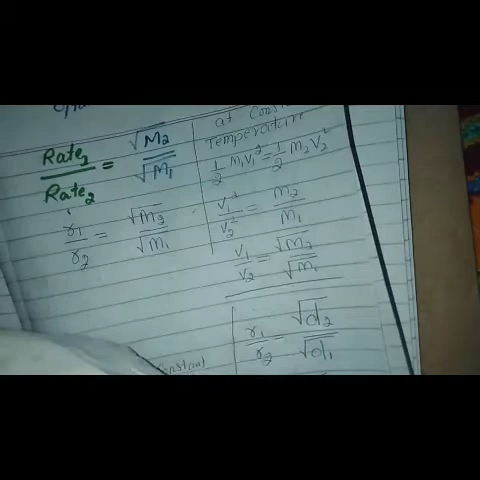 Rate₁ / Rate₂ = √M₂ / √M₁
r₁ / r₂ = √M₂ / √M₁
at
Temperature
1/2 m₁v₁² = 1/2 m₂v₂²
v₁² / v₂² = m₂ / m₁
v₁ / v₂ = √m₂ / √m₁
r₁ / r₂ = √d₂ / √d₁